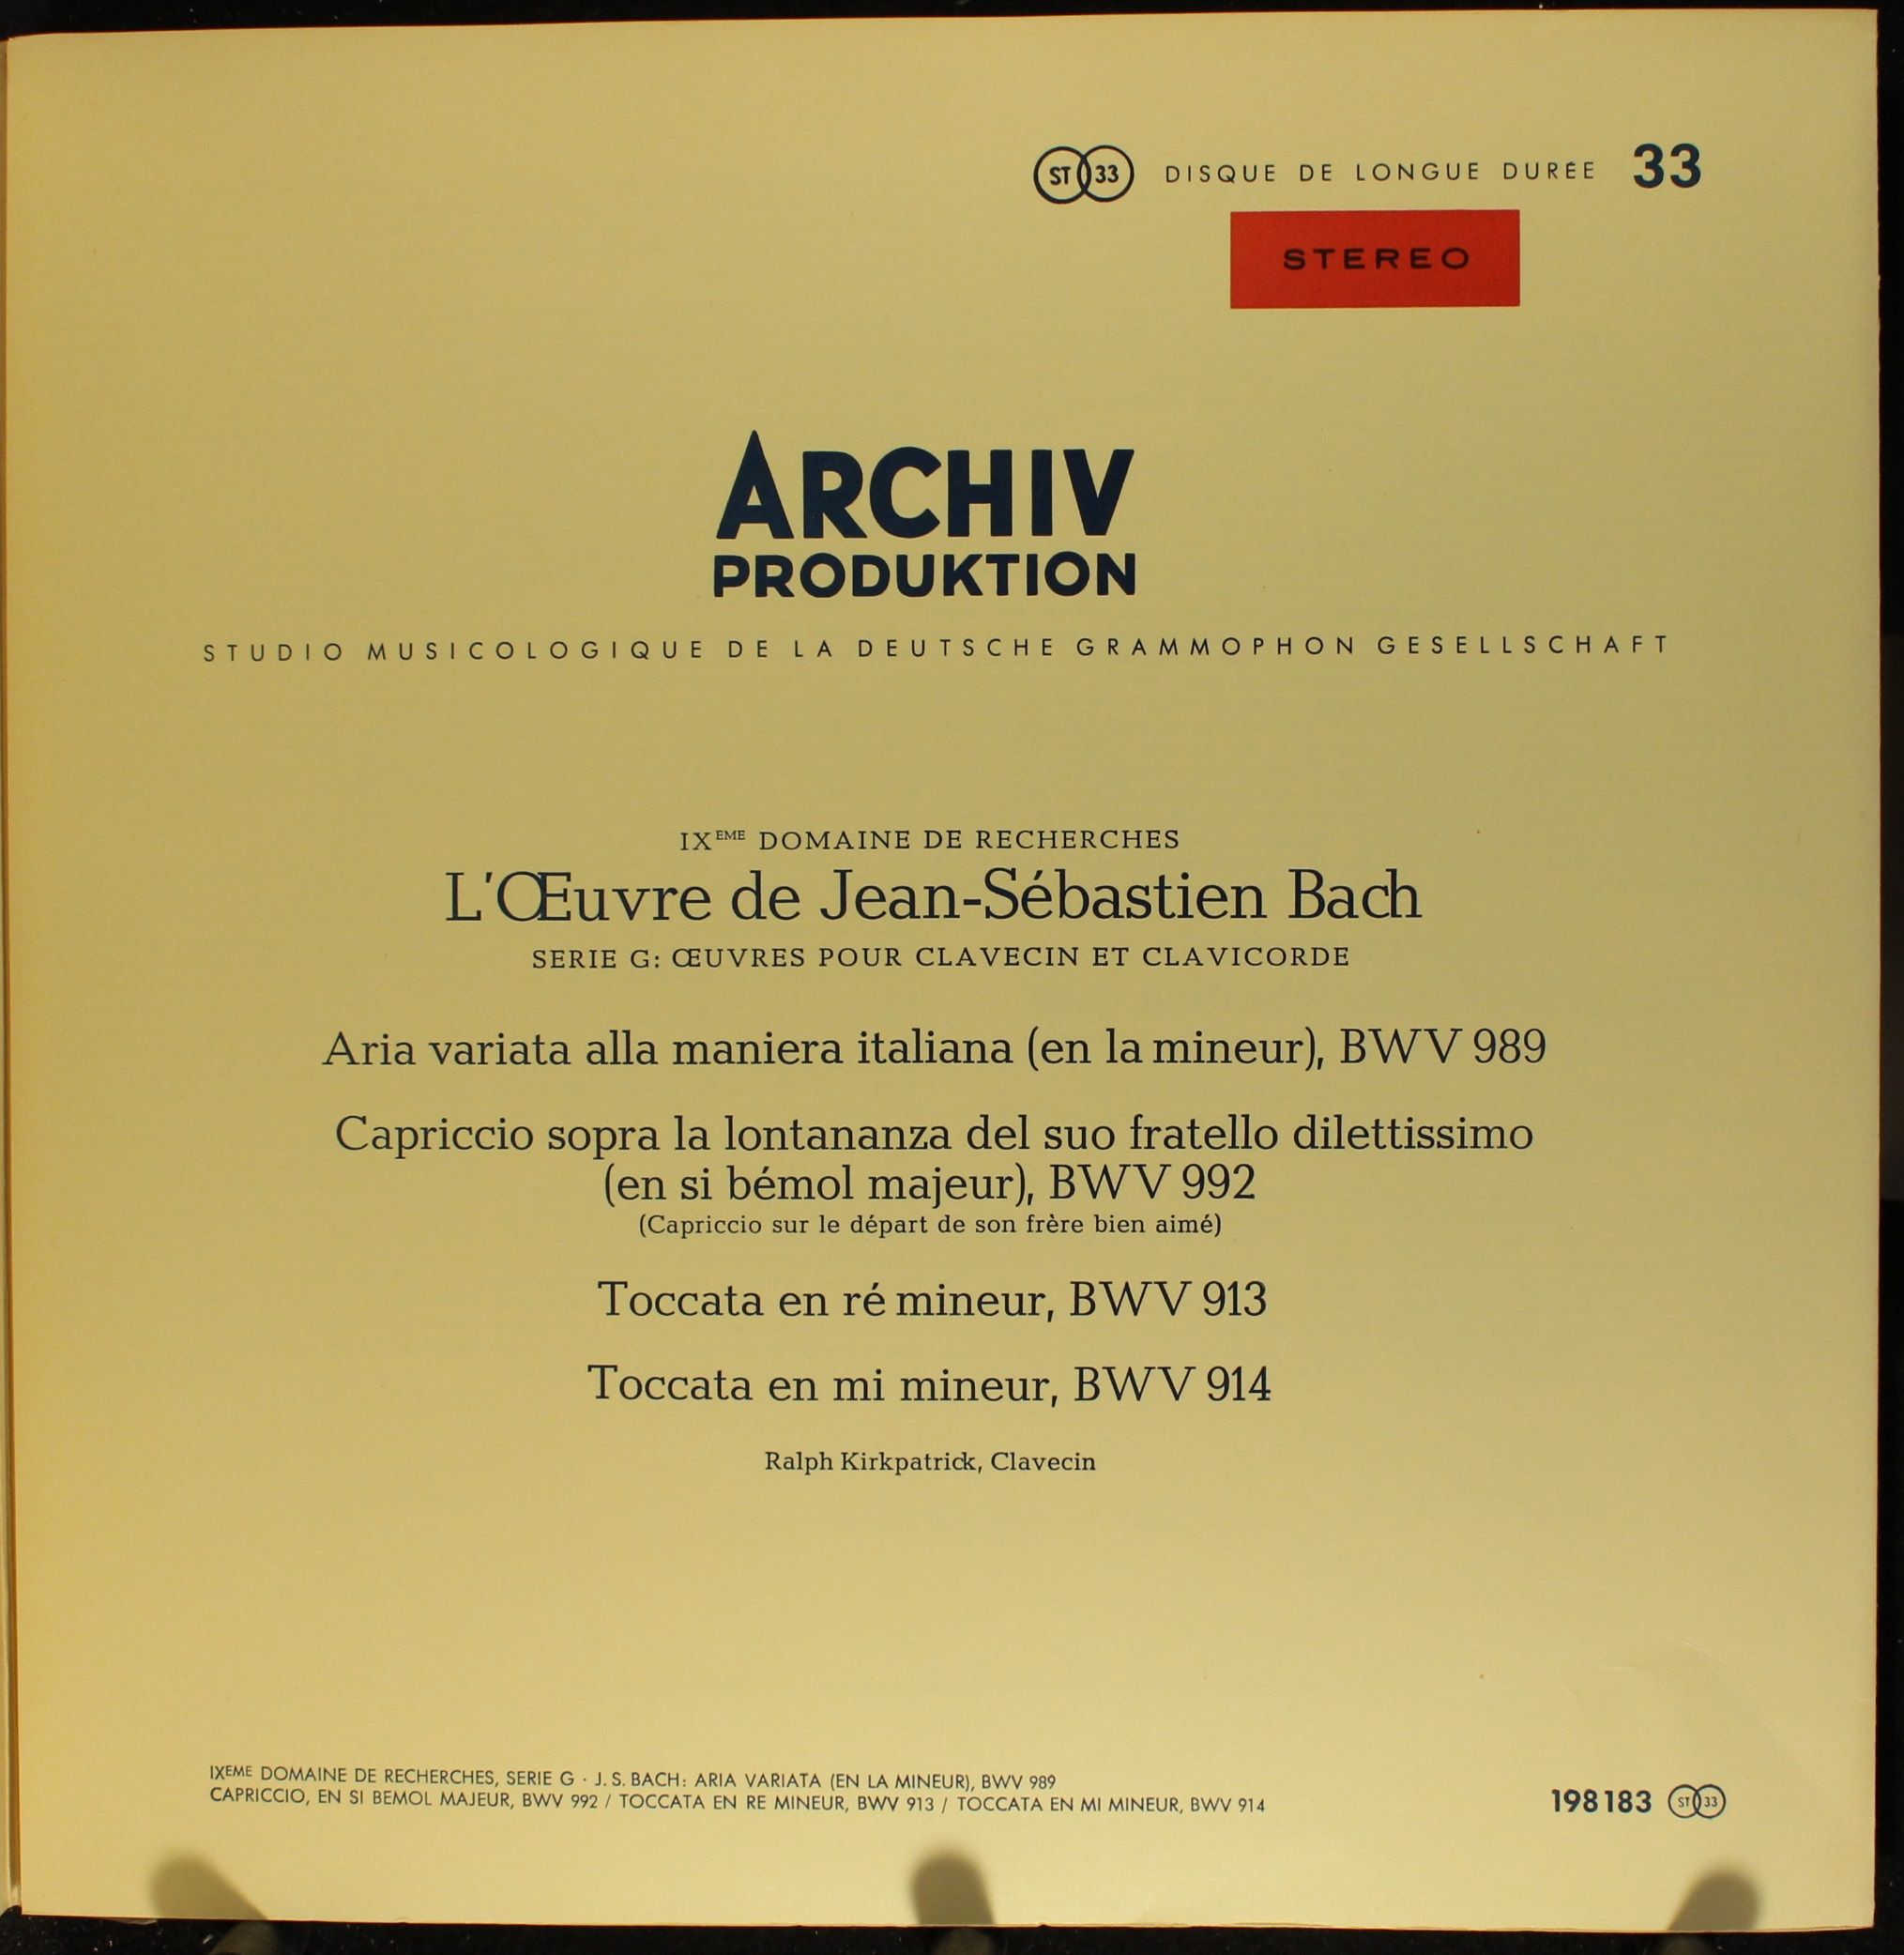 ST 33 DISQUE DE LONGUE DURÉE 33
STEREO
ARCHIV
PRODUKTION
STUDIO MUSICOLOGIQUE DE LA DEUTSCHE GRAMMOPHON GESELLSCHAFT
IXEME DOMAINE DE RECHERCHES
L'Œuvre de Jean-Sébastien Bach
SERIE G: ŒUVRES POUR CLAVECIN ET CLAVICORDE
Aria variata alla maniera italiana (en la mineur), BWV 989
Capriccio sopra la lontananza del suo fratello dilettissimo
(en si bémol majeur), BWV 992
(Capriccio sur le départ de son frère bien aimé)
Toccata en ré mineur, BWV 913
Toccata en mi mineur, BWV 914
Ralph Kirkpatrick, Clavecin
IXEME DOMAINE DE RECHERCHES, SERIE G · J. S. BACH: ARIA VARIATA (EN LA MINEUR), BWV 989
CAPRICCIO, EN SI BEMOL MAJEUR, BWV 992 / TOCCATA EN RE MINEUR, BWV 913 / TOCCATA EN MI MINEUR, BWV 914
198183 ST 33